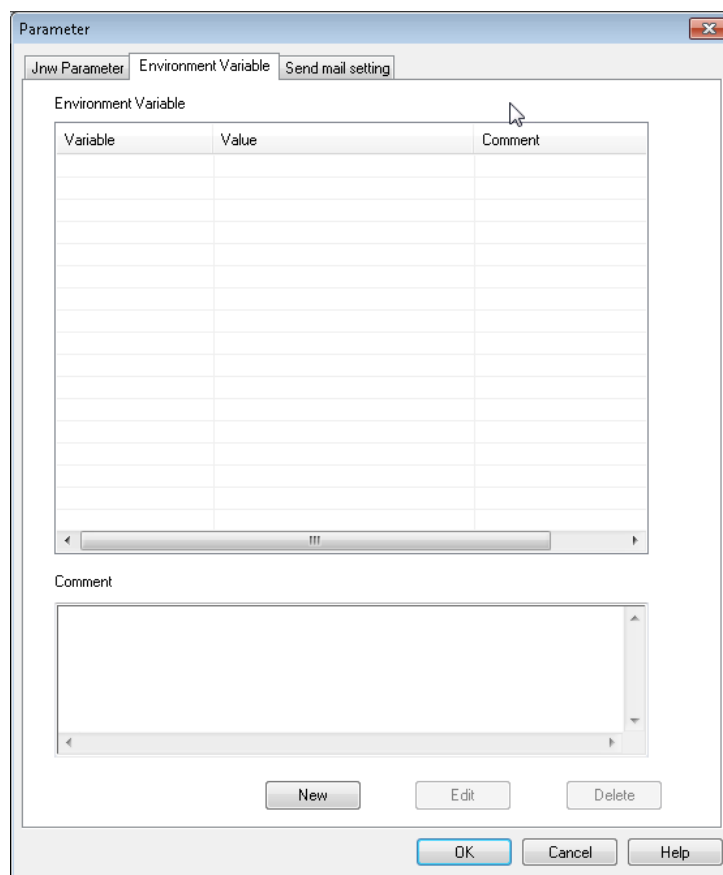 Parameter
Jnw Parameter Environment Variable Send mail setting
Environment Variable
Variable Value Comment
Comment
New Edit Delete
OK Cancel Help